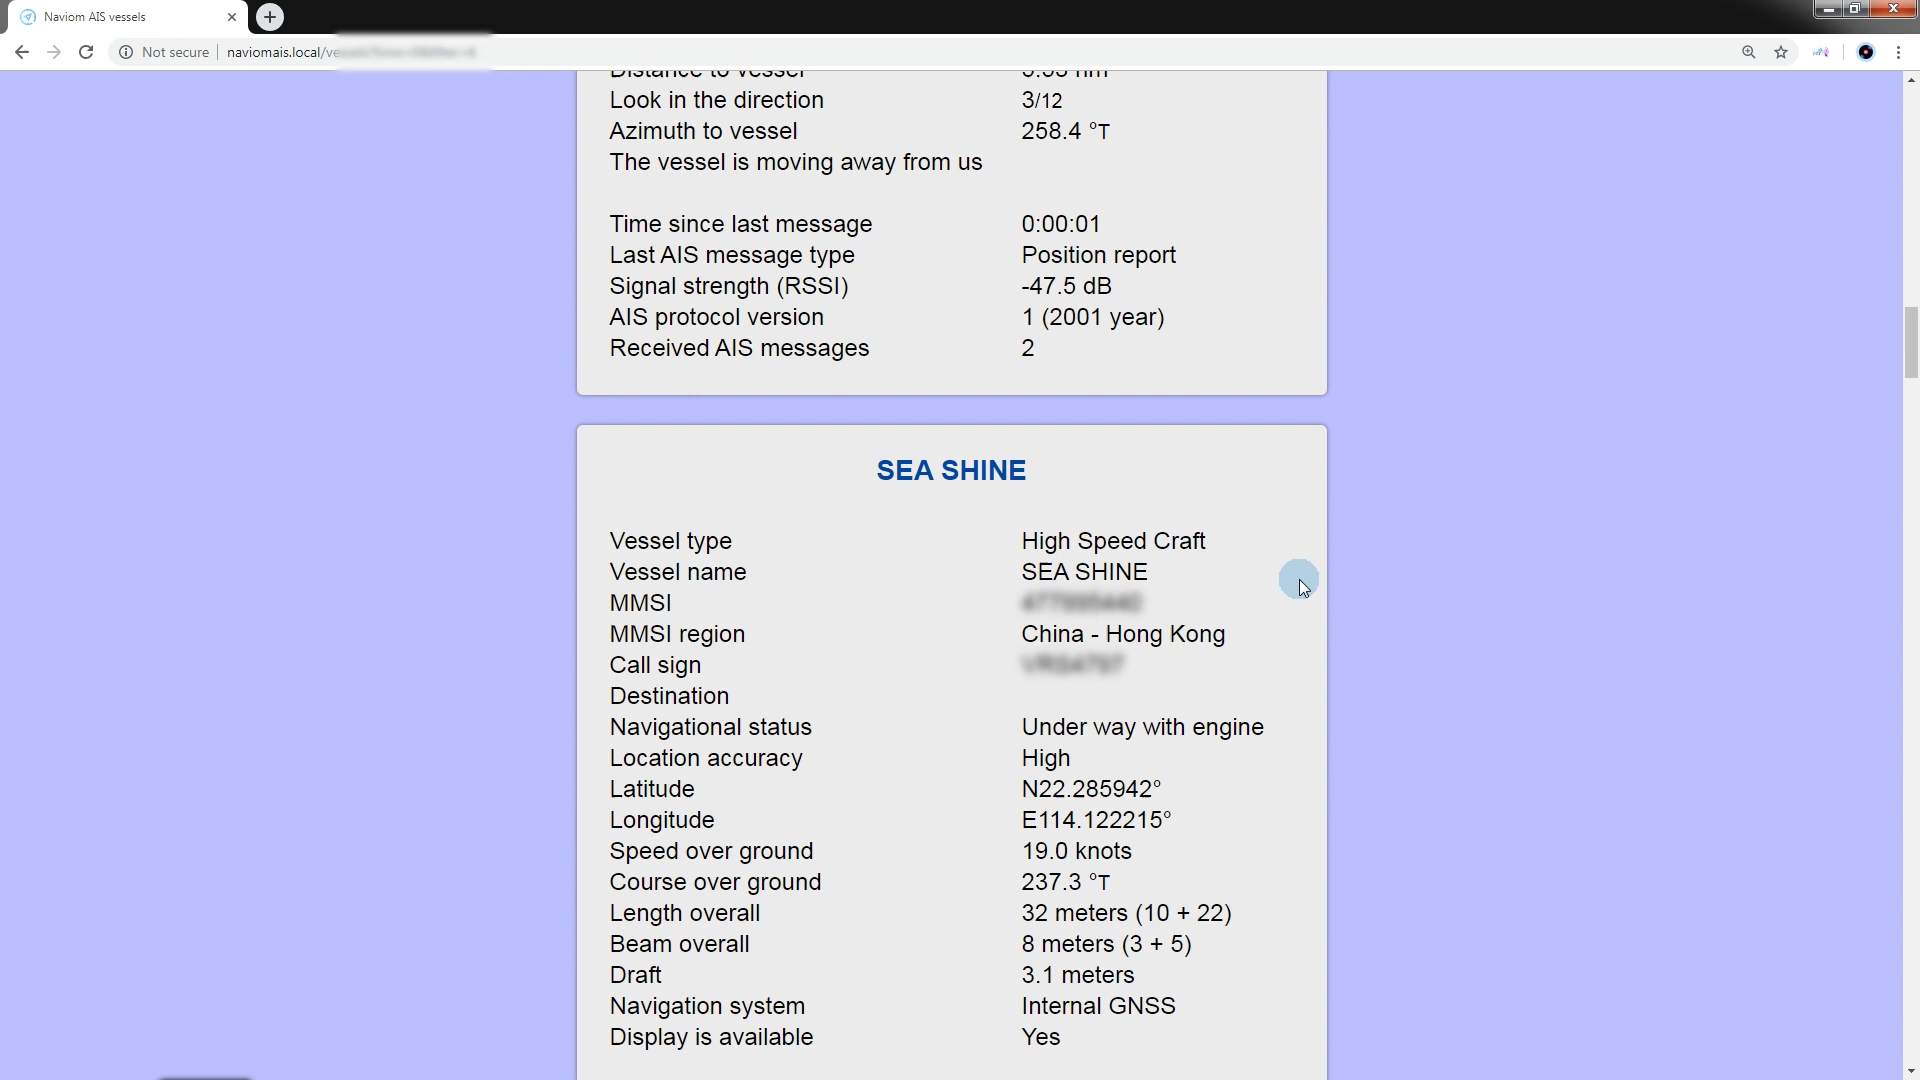 Naviom AIS vessels
Not secure naviomais.local/ve
Distance to vessel
Look in the direction 3/12
Azimuth to vessel 258.4 °T
The vessel is moving away from us
Time since last message 0:00:01
Last AIS message type Position report
Signal strength (RSSI) -47.5 dB
AIS protocol version 1 (2001 year)
Received AIS messages 2
SEA SHINE
Vessel type High Speed Craft
Vessel name SEA SHINE
MMSI
MMSI region China - Hong Kong
Call sign
Destination
Navigational status Under way with engine
Location accuracy High
Latitude N22.285942°
Longitude E114.122215°
Speed over ground 19.0 knots
Course over ground 237.3 °T
Length overall 32 meters (10 + 22)
Beam overall 8 meters (3 + 5)
Draft 3.1 meters
Navigation system Internal GNSS
Display is available Yes